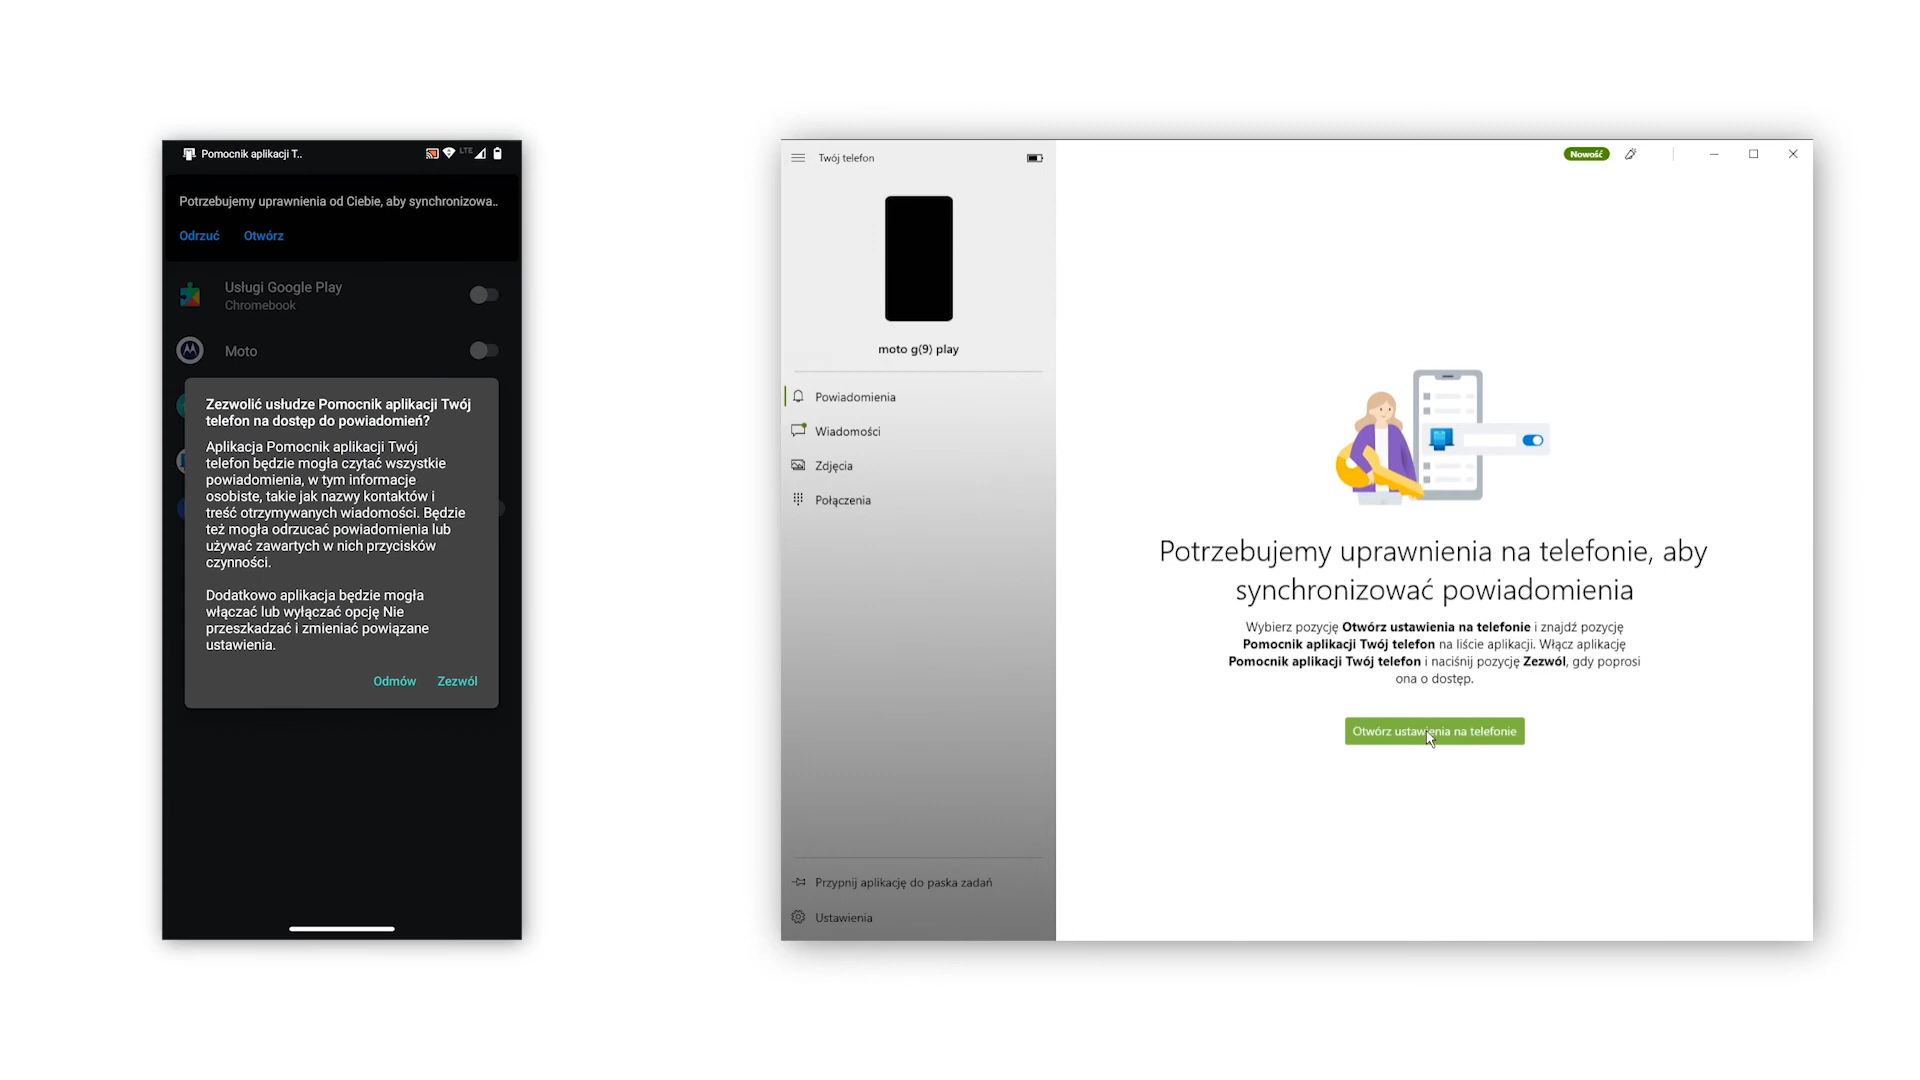 Pomocnik aplikacji T..
LTE
Potrzebujemy uprawnienia od Ciebie, aby synchronizowa..
Odrzuć Otwórz
Usługi Google Play
Chromebook
Moto
Zezwolić usłudze Pomocnik aplikacji Twój
telefon na dostęp do powiadomień?
Aplikacja Pomocnik aplikacji Twój
telefon będzie mogła czytać wszystkie
powiadomienia, w tym informacje
osobiste, takie jak nazwy kontaktów i
treść otrzymywanych wiadomości. Będzie
też mogła odrzucać powiadomienia lub
używać zawartych w nich przycisków
czynności.
Dodatkowo aplikacja będzie mogła
włączać lub wyłączać opcję Nie
przeszkadzać i zmieniać powiązane
ustawienia.
Odmów Zezwól
Twój telefon
moto g(9) play
Powiadomienia
Wiadomości
Zdjęcia
Połączenia
Przypnij aplikację do paska zadań
Ustawienia
Nowość
Potrzebujemy uprawnienia na telefonie, aby
synchronizować powiadomienia
Wybierz pozycję Otwórz ustawienia na telefonie i znajdź pozycję
Pomocnik aplikacji Twój telefon na liście aplikacji. Włącz aplikację
Pomocnik aplikacji Twój telefon i naciśnij pozycję Zezwól, gdy poprosi
ona o dostęp.
Otwórz ustawienia na telefonie